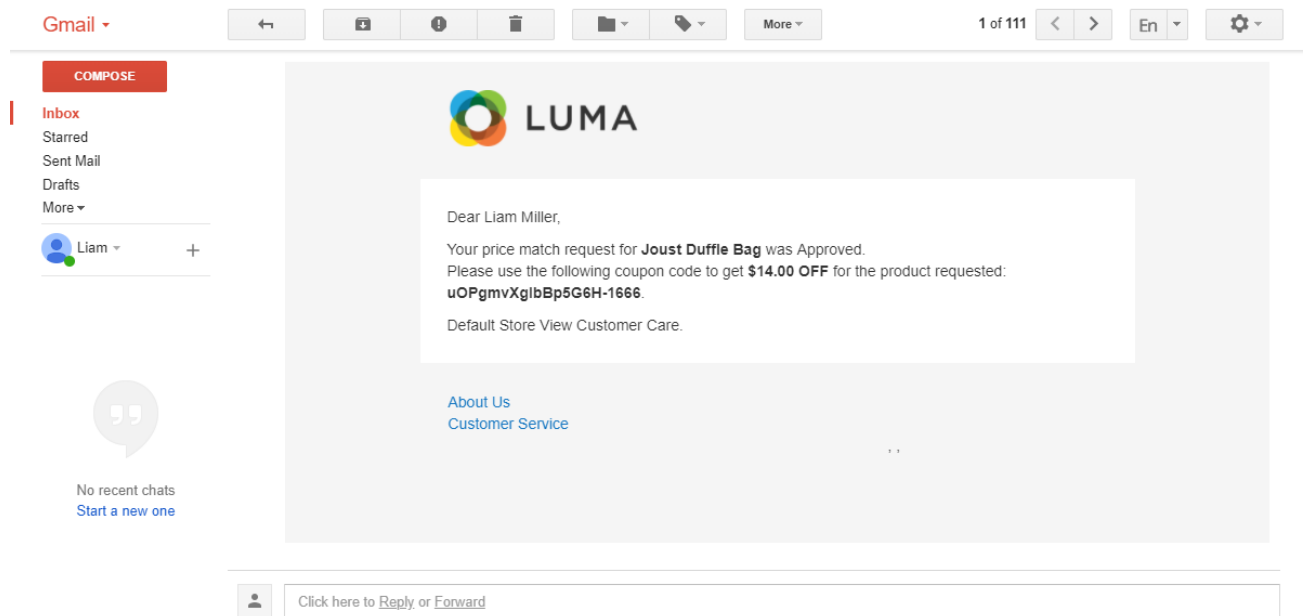 Gmail
More
1 of 111
En
COMPOSE
Inbox
Starred
Sent Mail
Drafts
More
Liam
No recent chats
Start a new one
LUMA
Dear Liam Miller,
Your price match request for Joust Duffle Bag was Approved.
Please use the following coupon code to get $14.00 OFF for the product requested:
uOPgmvXglbBp5G6H-1666.
Default Store View Customer Care.
About Us
Customer Service
, ,
Click here to Reply or Forward